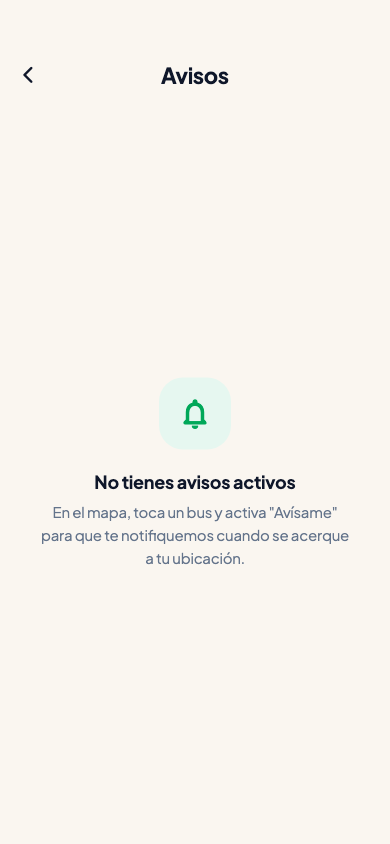 Avisos
No tienes avisos activos
En el mapa, toca un bus y activa "Avísame"
para que te notifiquemos cuando se acerque
a tu ubicación.